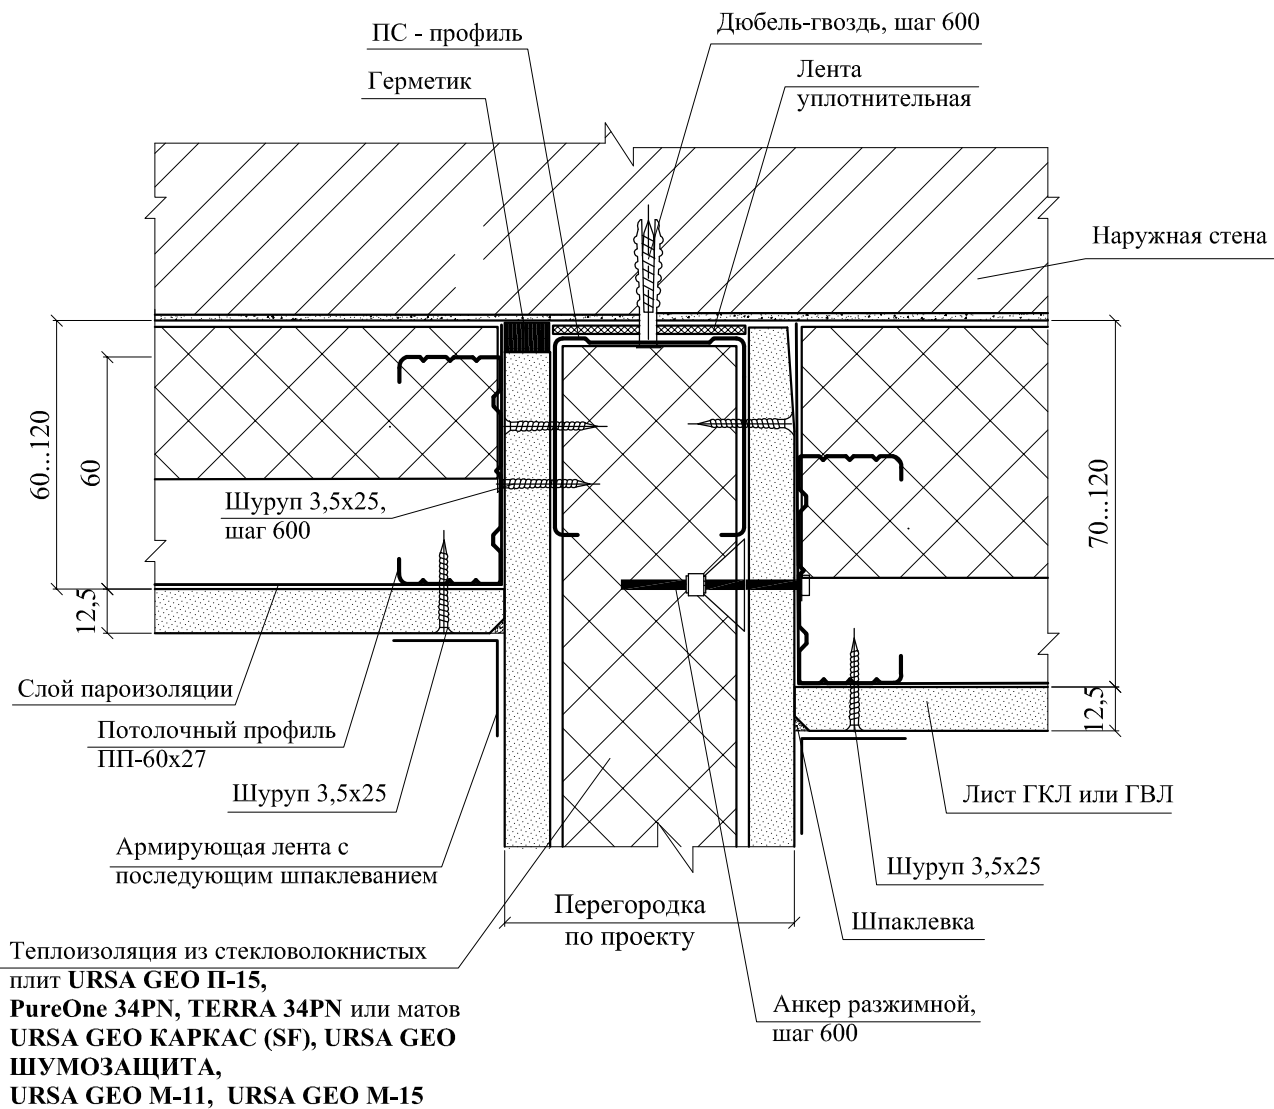 ПС - профиль
Дюбель-гвоздь, шаг 600
Герметик
Лента
уплотнительная
Наружная стена
60...120
60
12,5
70...120
12,5
Шуруп 3,5х25,
шаг 600
Слой пароизоляции
Потолочный профиль
ПП-60х27
Шуруп 3,5х25
Армирующая лента с
последующим шпаклеванием
Лист ГКЛ или ГВЛ
Шуруп 3,5х25
Шпаклевка
Перегородка
по проекту
Анкер разжимной,
шаг 600
Теплоизоляция из стекловолокнистых
плит URSA GEO П-15,
PureOne 34PN, TERRA 34PN или матов
URSA GEO КАРКАС (SF), URSA GEO
ШУМОЗАЩИТА,
URSA GEO М-11, URSA GEO М-15